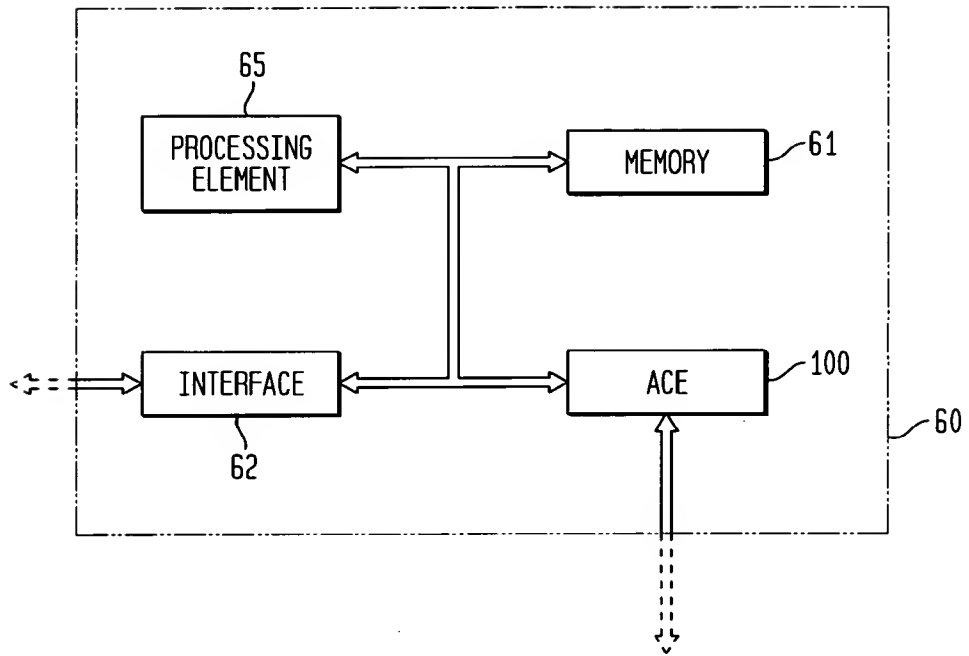 65
PROCESSING
ELEMENT
MEMORY
61
INTERFACE
62
ACE
100
60